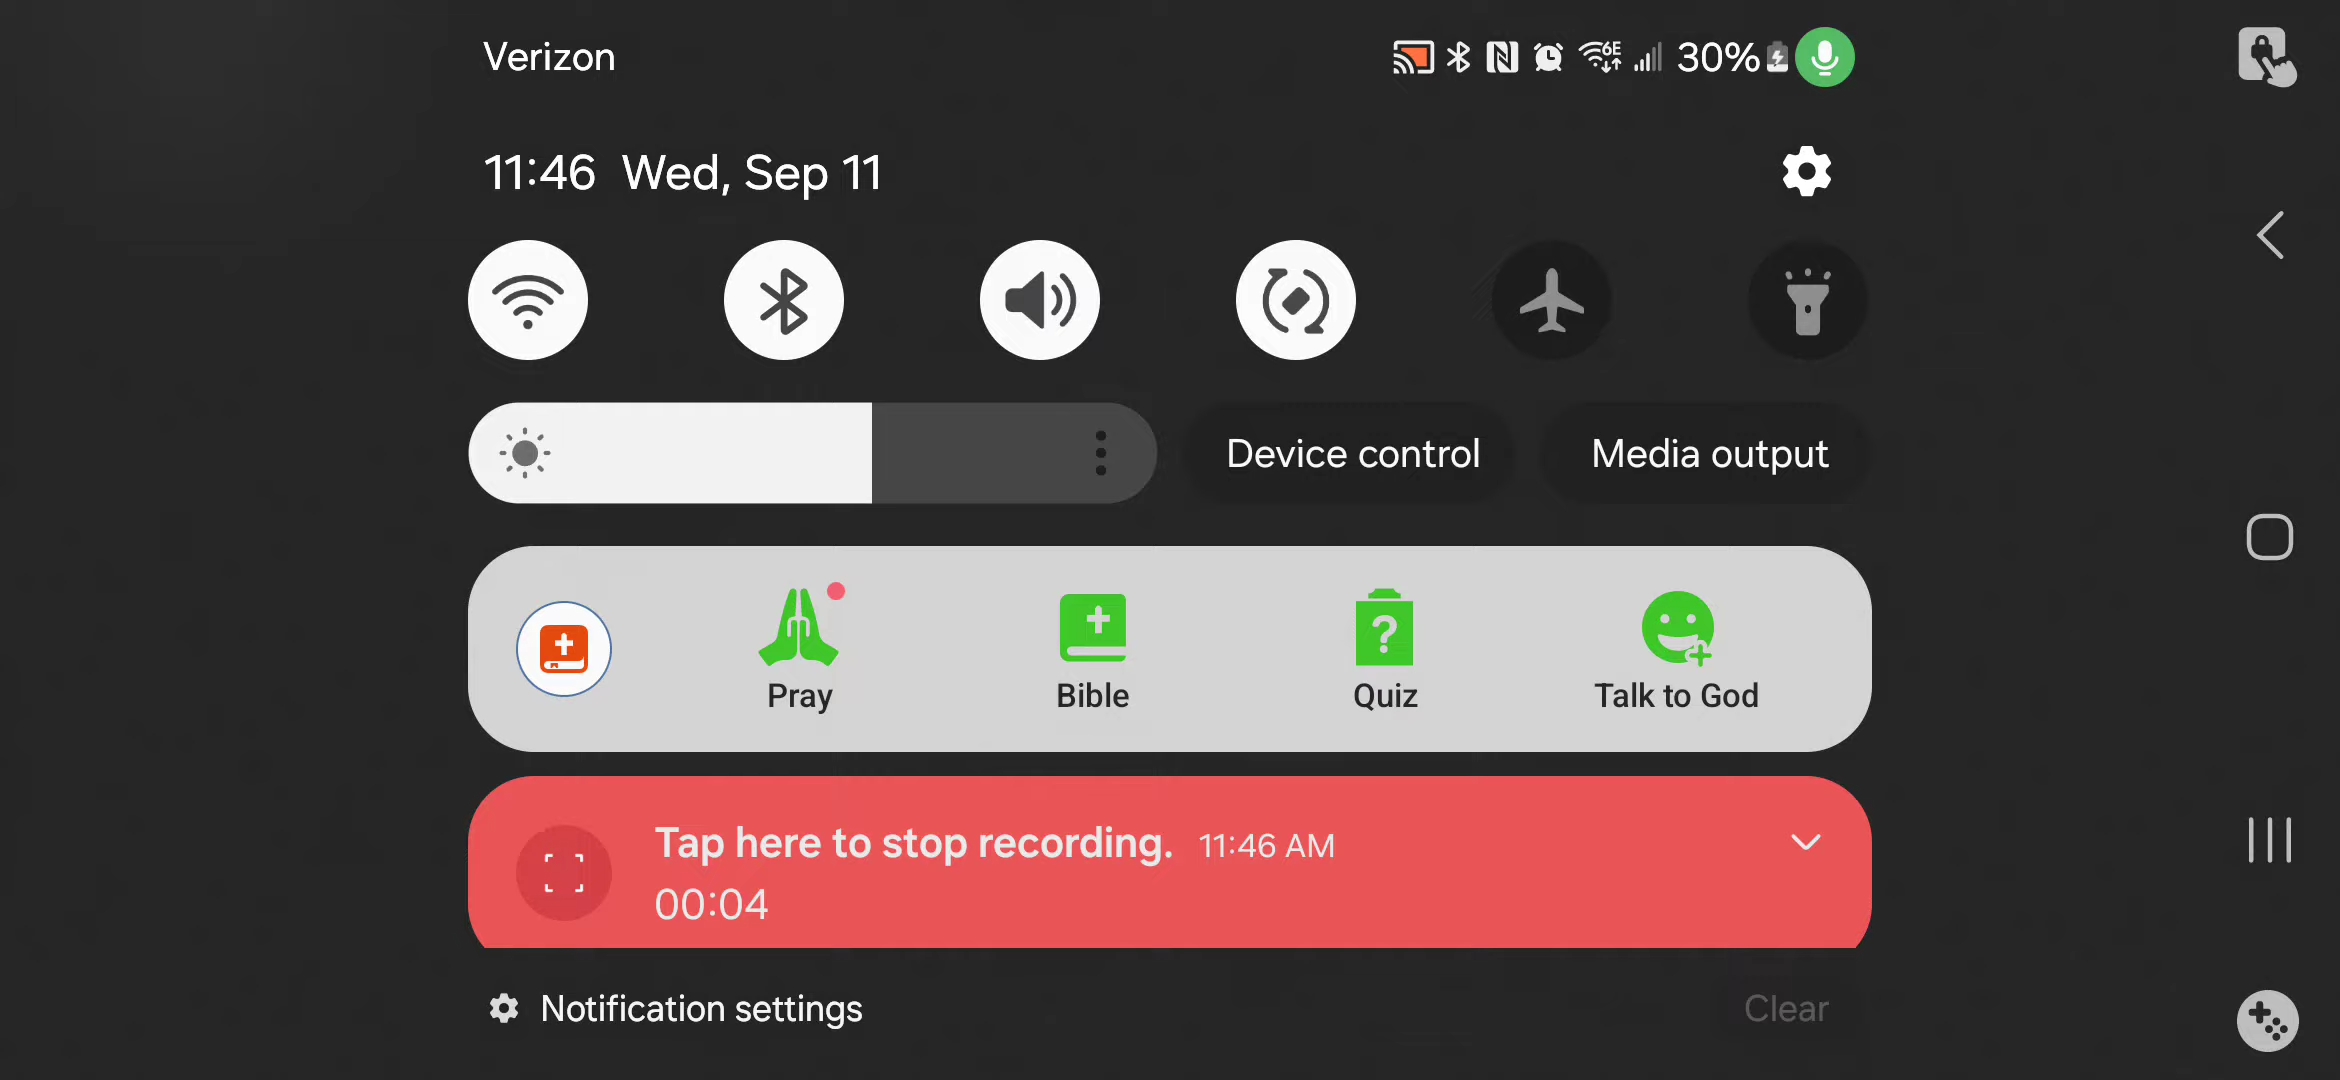 Verizon
6E
30%
11:46 Wed, Sep 11
Device control
Media output
Pray
Bible
Quiz
Talk to God
Tap here to stop recording. 11:46 AM
00:04
Notification settings
Clear